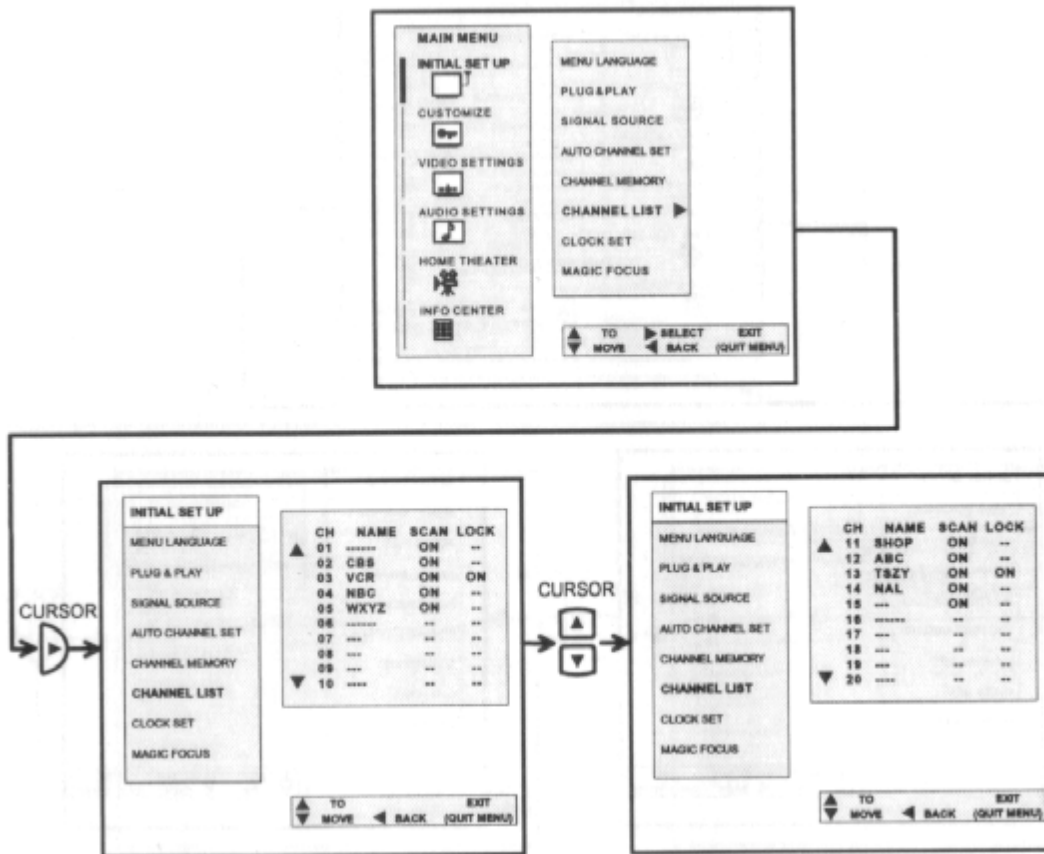 MAIN MENU
INITIAL SET UP
CUSTOMIZE
VIDEO SETTINGS
AUDIO SETTINGS
HOME THEATER
INFO CENTER
MENU LANGUAGE
PLUG&PLAY
SIGNAL SOURCE
AUTO CHANNEL SET
CHANNEL MEMORY
CHANNEL LIST ▶
CLOCK SET
MAGIC FOCUS
▲ TO ▶ SELECT EXIT
▼ MOVE ◀ BACK (QUIT MENU)
CURSOR
INITIAL SET UP
MENU LANGUAGE
PLUG & PLAY
SIGNAL SOURCE
AUTO CHANNEL SET
CHANNEL MEMORY
CHANNEL LIST
CLOCK SET
MAGIC FOCUS
CH NAME SCAN LOCK
▲ 01 ------ ON --
02 CBS ON --
03 VCR ON ON
04 NBC ON --
05 WXYZ ON --
06 ------ -- --
07 --- -- --
08 --- -- --
09 --- -- --
▼ 10 ---- -- --
▲ TO EXIT
▼ MOVE ◀ BACK (QUIT MENU)
CURSOR
INITIAL SET UP
MENU LANGUAGE
PLUG & PLAY
SIGNAL SOURCE
AUTO CHANNEL SET
CHANNEL MEMORY
CHANNEL LIST
CLOCK SET
MAGIC FOCUS
CH NAME SCAN LOCK
▲ 11 SHOP ON --
12 ABC ON --
13 TSZY ON ON
14 NAL ON --
15 --- ON --
16 ------ -- --
17 --- -- --
18 --- -- --
19 --- -- --
▼ 20 ---- -- --
▲ TO EXIT
▼ MOVE ◀ BACK (QUIT MENU)